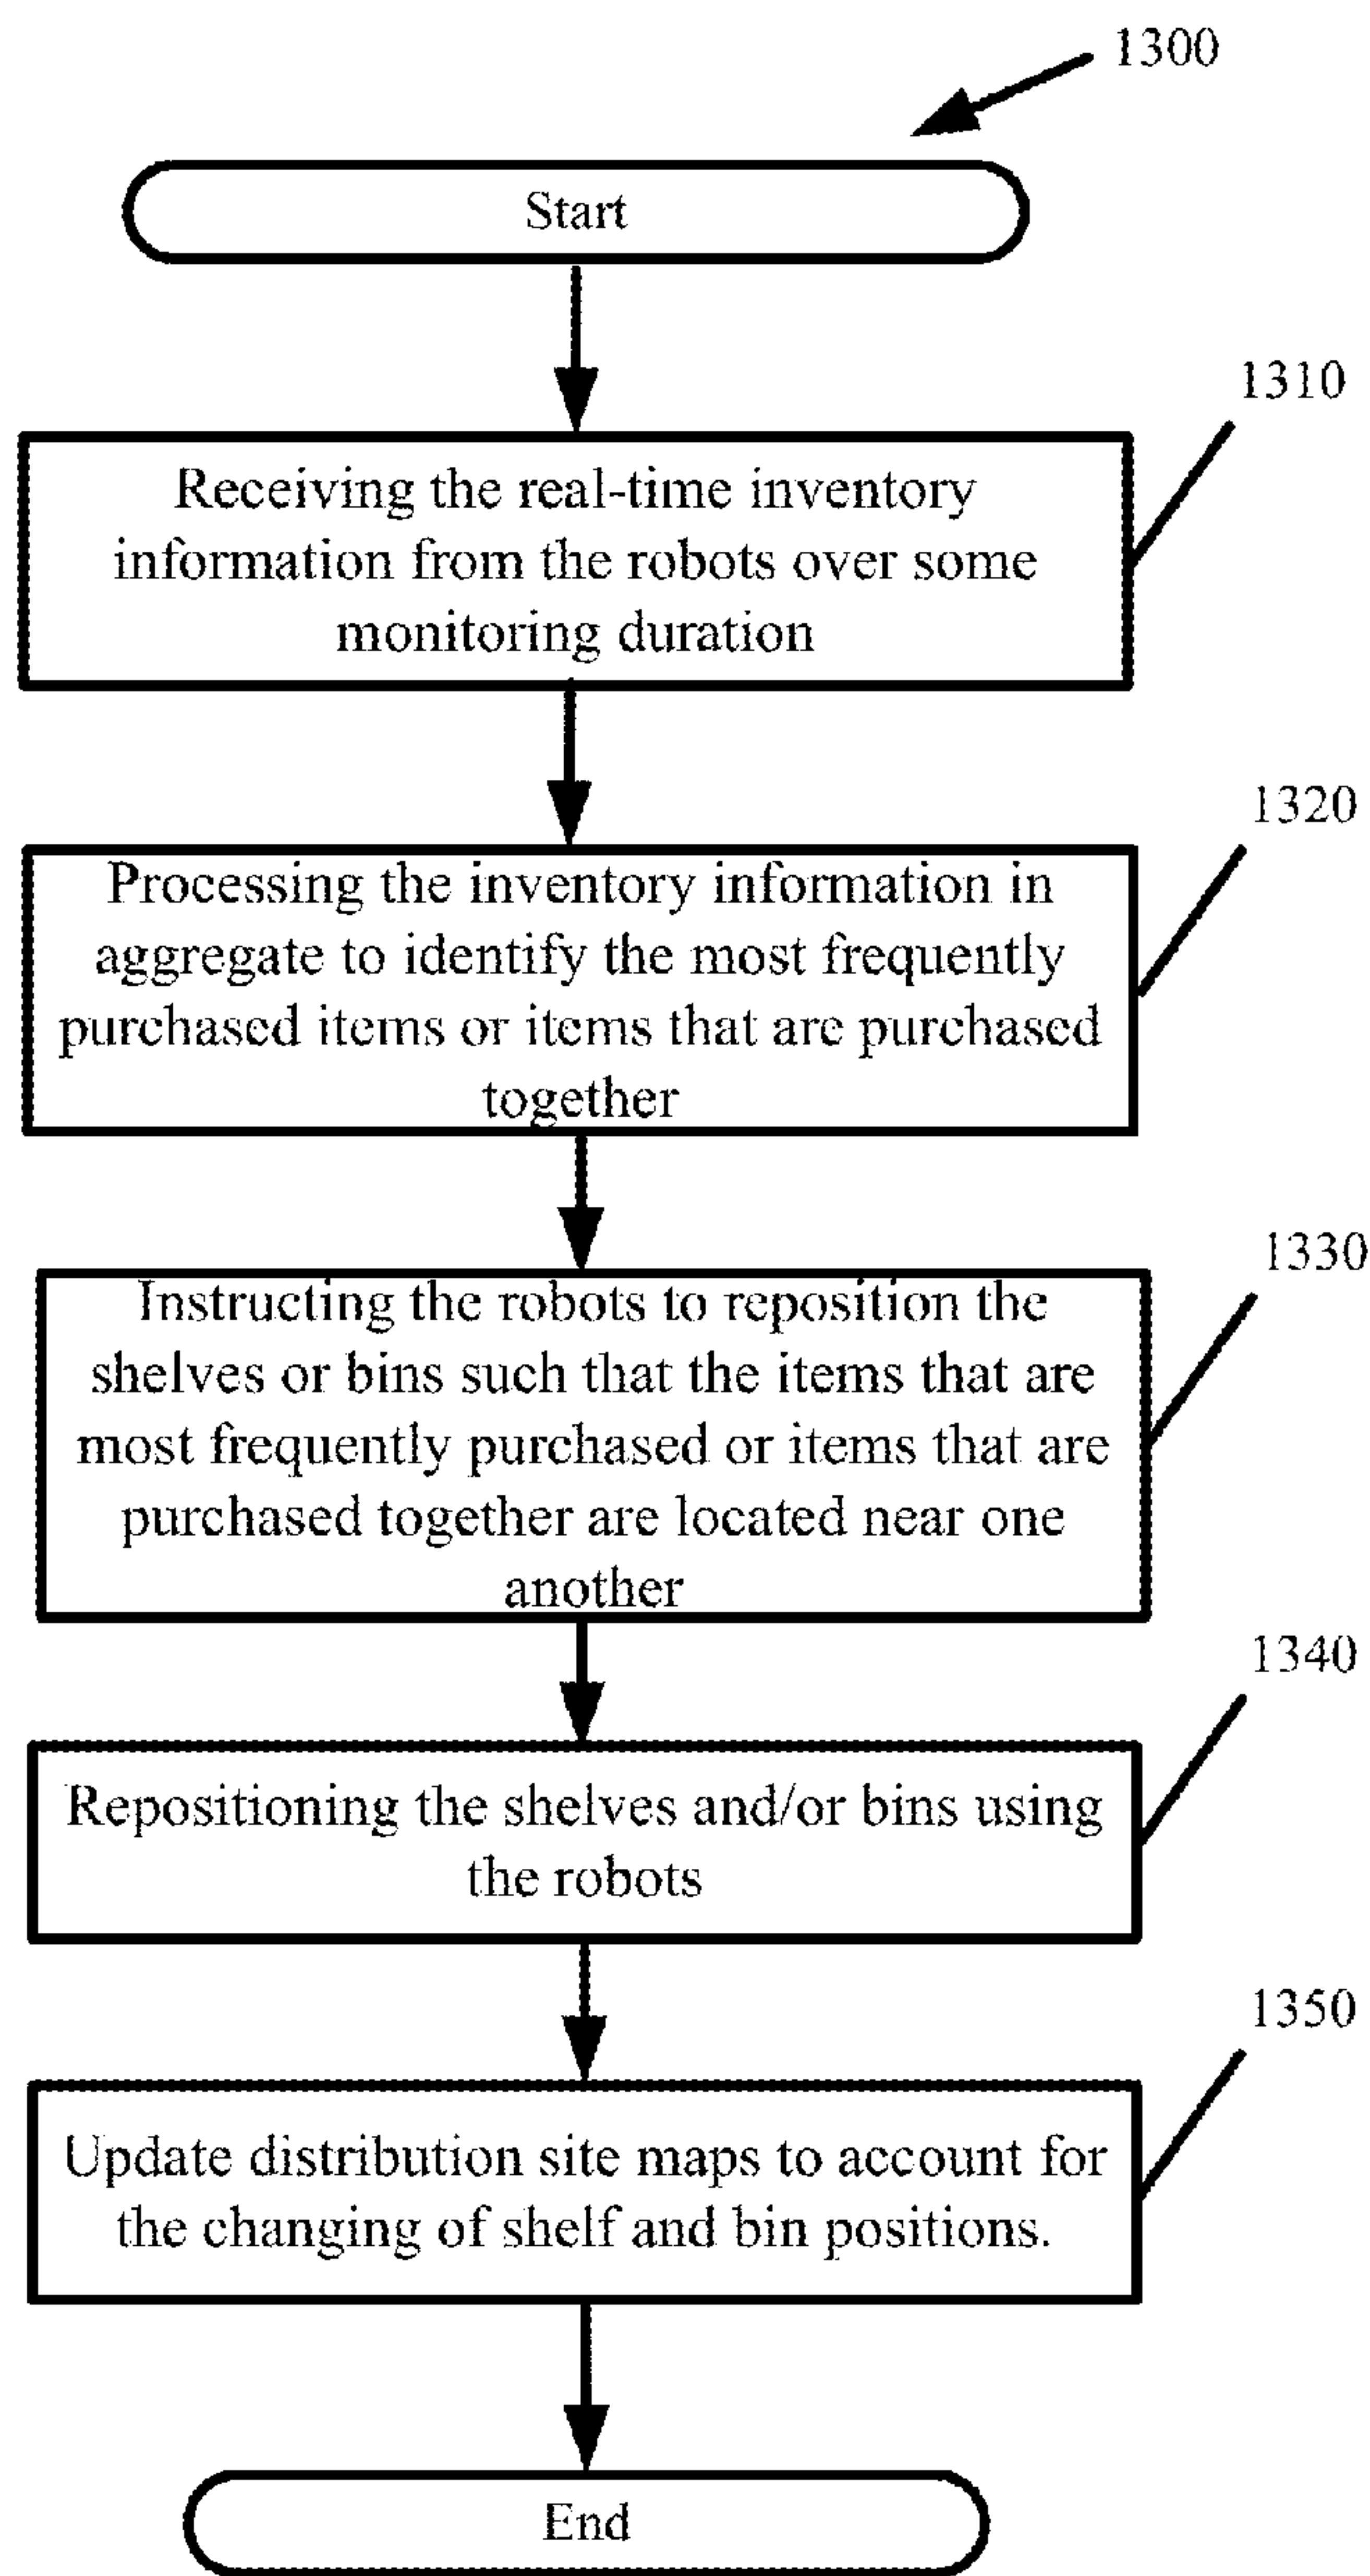 1300
Start
1310
Receiving the real-time inventory
information from the robots over some
monitoring duration
1320
Processing the inventory information in
aggregate to identify the most frequently
purchased items or items that are purchased
together
1330
Instructing the robots to reposition the
shelves or bins such that the items that are
most frequently purchased or items that are
purchased together are located near one
another
1340
Repositioning the shelves and/or bins using
the robots
1350
Update distribution site maps to account for
the changing of shelf and bin positions.
End